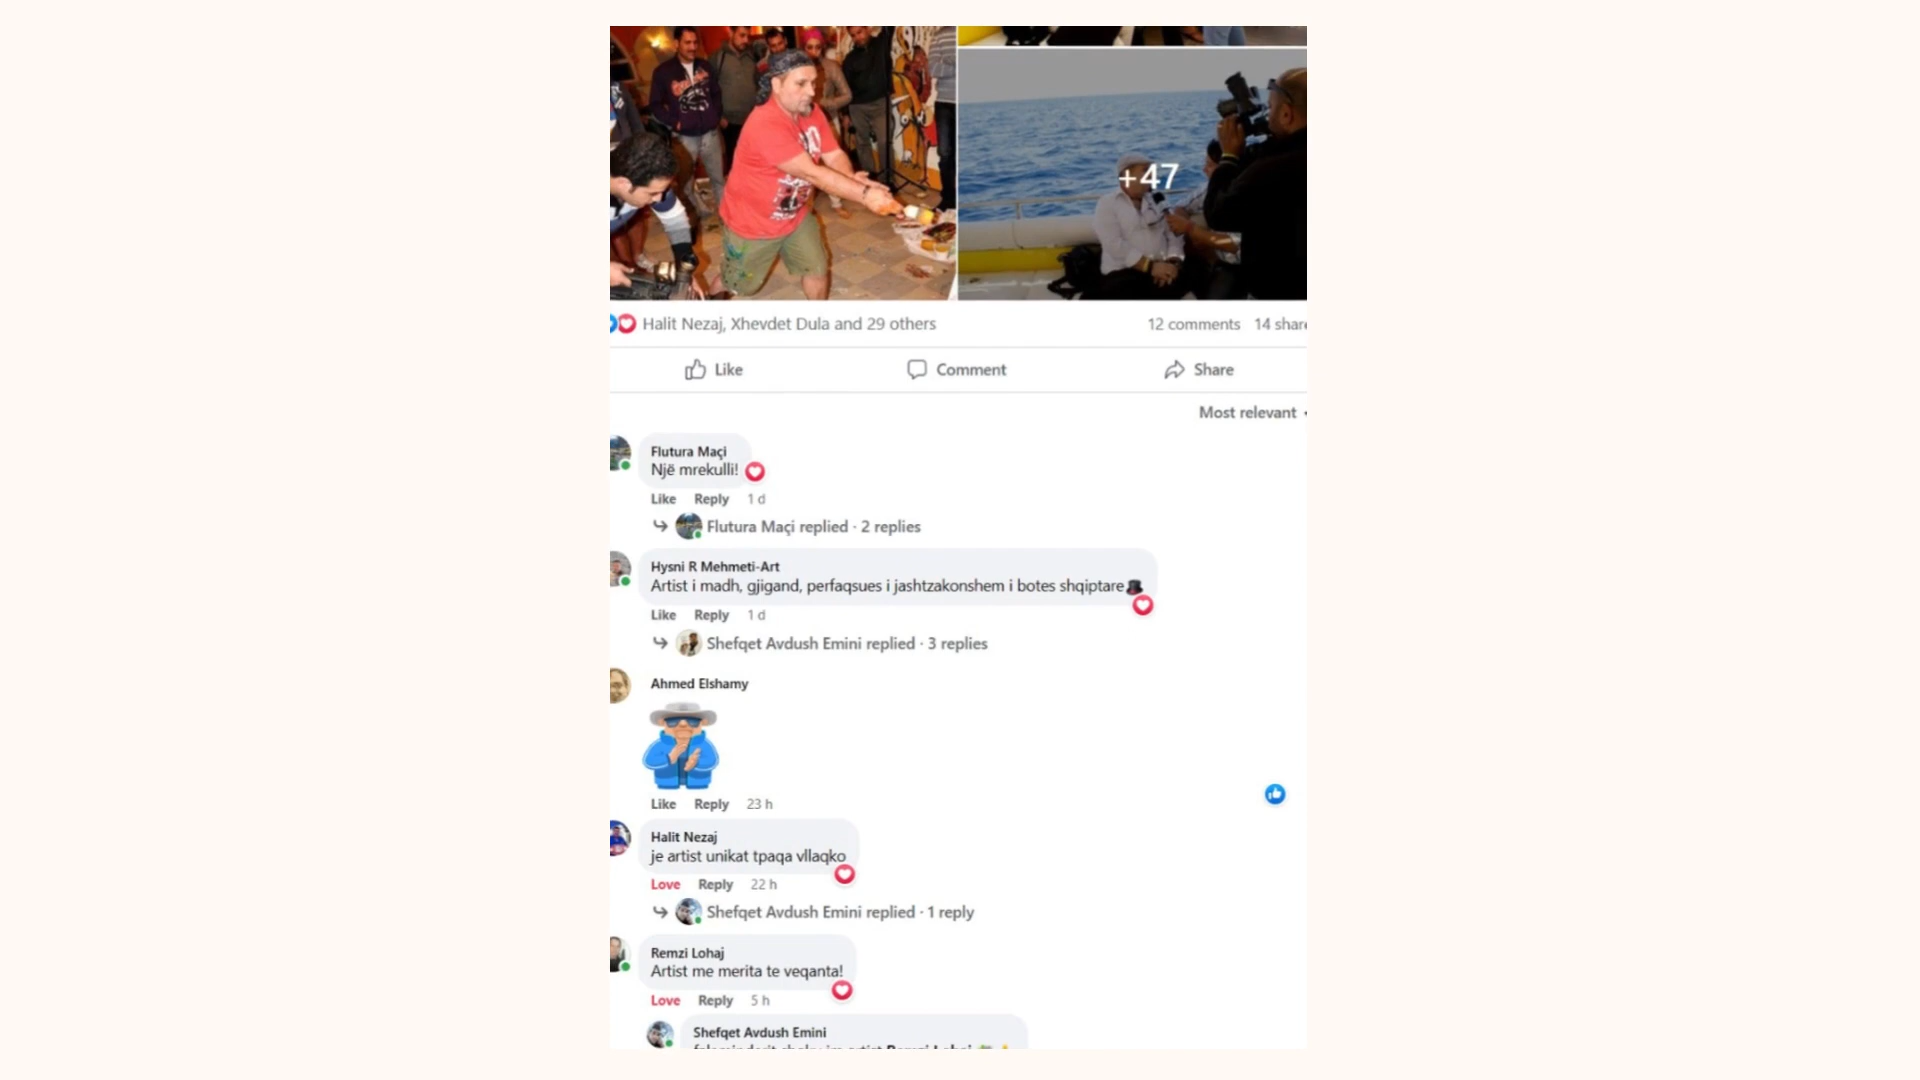 +47
Halit Nezaj, Xhevdet Dula and 29 others 12 comments 14 share
Like Comment Share
Most relevant
Flutura Maçi
Një mrekulli!
Like Reply 1 d
Flutura Maçi replied · 2 replies
Hysni R Mehmeti-Art
Artist i madh, gjigand, perfaqsues i jashtzakonshem i botes shqiptare
Like Reply 1 d
Shefqet Avdush Emini replied · 3 replies
Ahmed Elshamy
Like Reply 23 h
Halit Nezaj
je artist unikat tpaqa vllaqko
Love Reply 22 h
Shefqet Avdush Emini replied · 1 reply
Remzi Lohaj
Artist me merita te veqanta!
Love Reply 5 h
Shefqet Avdush Emini